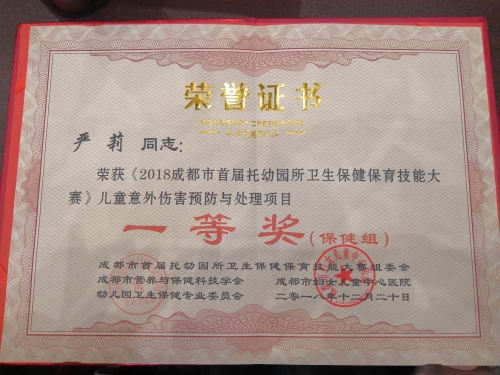 荣誉证书
严莉 同志：
荣获《2018成都市首届托幼园所卫生保健保育技能大
赛》儿童意外伤害预防与处理项目
一等奖(保健组)
成都市首届托幼园所卫生保健保育技能大赛组委会
成都市营养与保健科技学会 成都市妇女儿童中心医院
幼儿园卫生保健专业委员会 二〇一八年十二月二十日